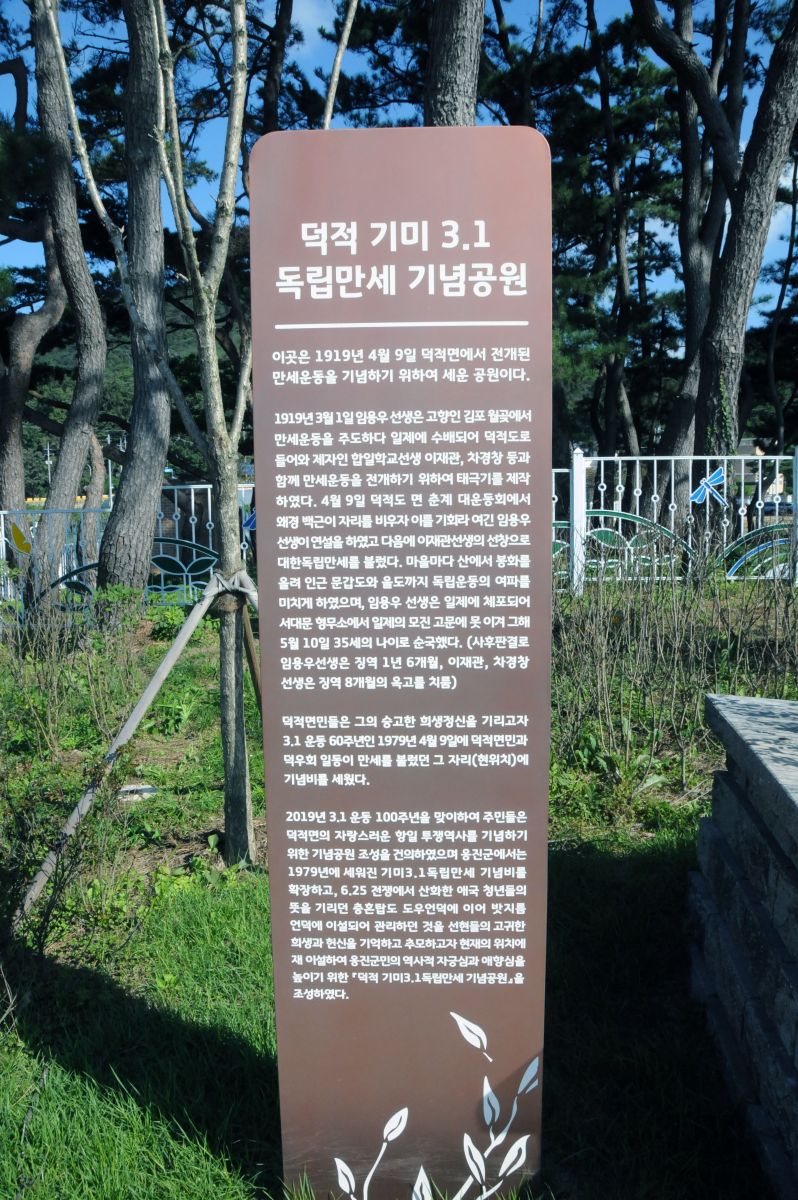 덕적 기미 3.1
독립만세 기념공원
이곳은 1919년 4월 9일 덕적면에서 전개된
만세운동을 기념하기 위하여 세운 공원이다.
1919년 3월 1일 임용우 선생은 고향인 김포 월곶에서
만세운동을 주도하다 일제에 수배되어 덕적도로
들어와 제자인 합일학교선생 이재관, 차경창 등과
함께 만세운동을 전개하기 위하여 태극기를 제작
하였다. 4월 9일 덕적도 면 춘계 대운동회에서
왜경 백근이 자리를 비우자 이를 기회라 여긴 임용우
선생이 연설을 하였고 다음에 이재관선생의 선창으로
대한독립만세를 불렀다. 마을마다 산에서 봉화를
올려 인근 문갑도와 울도까지 독립운동의 여파를
미치게 하였으며, 임용우 선생은 일제에 체포되어
서대문 형무소에서 일제의 모진 고문에 못 이겨 그해
5월 10일 35세의 나이로 순국했다. (사후판결로
임용우선생은 징역 1년 6개월, 이재관, 차경창
선생은 징역 8개월의 옥고를 치름)
덕적면민들은 그의 숭고한 희생정신을 기리고자
3.1 운동 60주년인 1979년 4월 9일에 덕적면민과
덕우회 일동이 만세를 불렀던 그 자리(현위치)에
기념비를 세웠다.
2019년 3.1 운동 100주년을 맞이하여 주민들은
덕적면의 자랑스러운 항일 투쟁역사를 기념하기
위한 기념공원 조성을 건의하였으며 옹진군에서는
1979년에 세워진 기미3.1독립만세 기념비를
확장하고, 6.25 전쟁에서 산화한 애국 청년들의
뜻을 기리던 충혼탑도 도우언덕에 이어 밧지름
언덕에 이설되어 관리하던 것을 선현들의 고귀한
희생과 헌신을 기억하고 추모하고자 현재의 위치에
재 이설하여 옹진군민의 역사적 자긍심과 애향심을
높이기 위한 『덕적 기미3.1독립만세 기념공원』을
조성하였다.